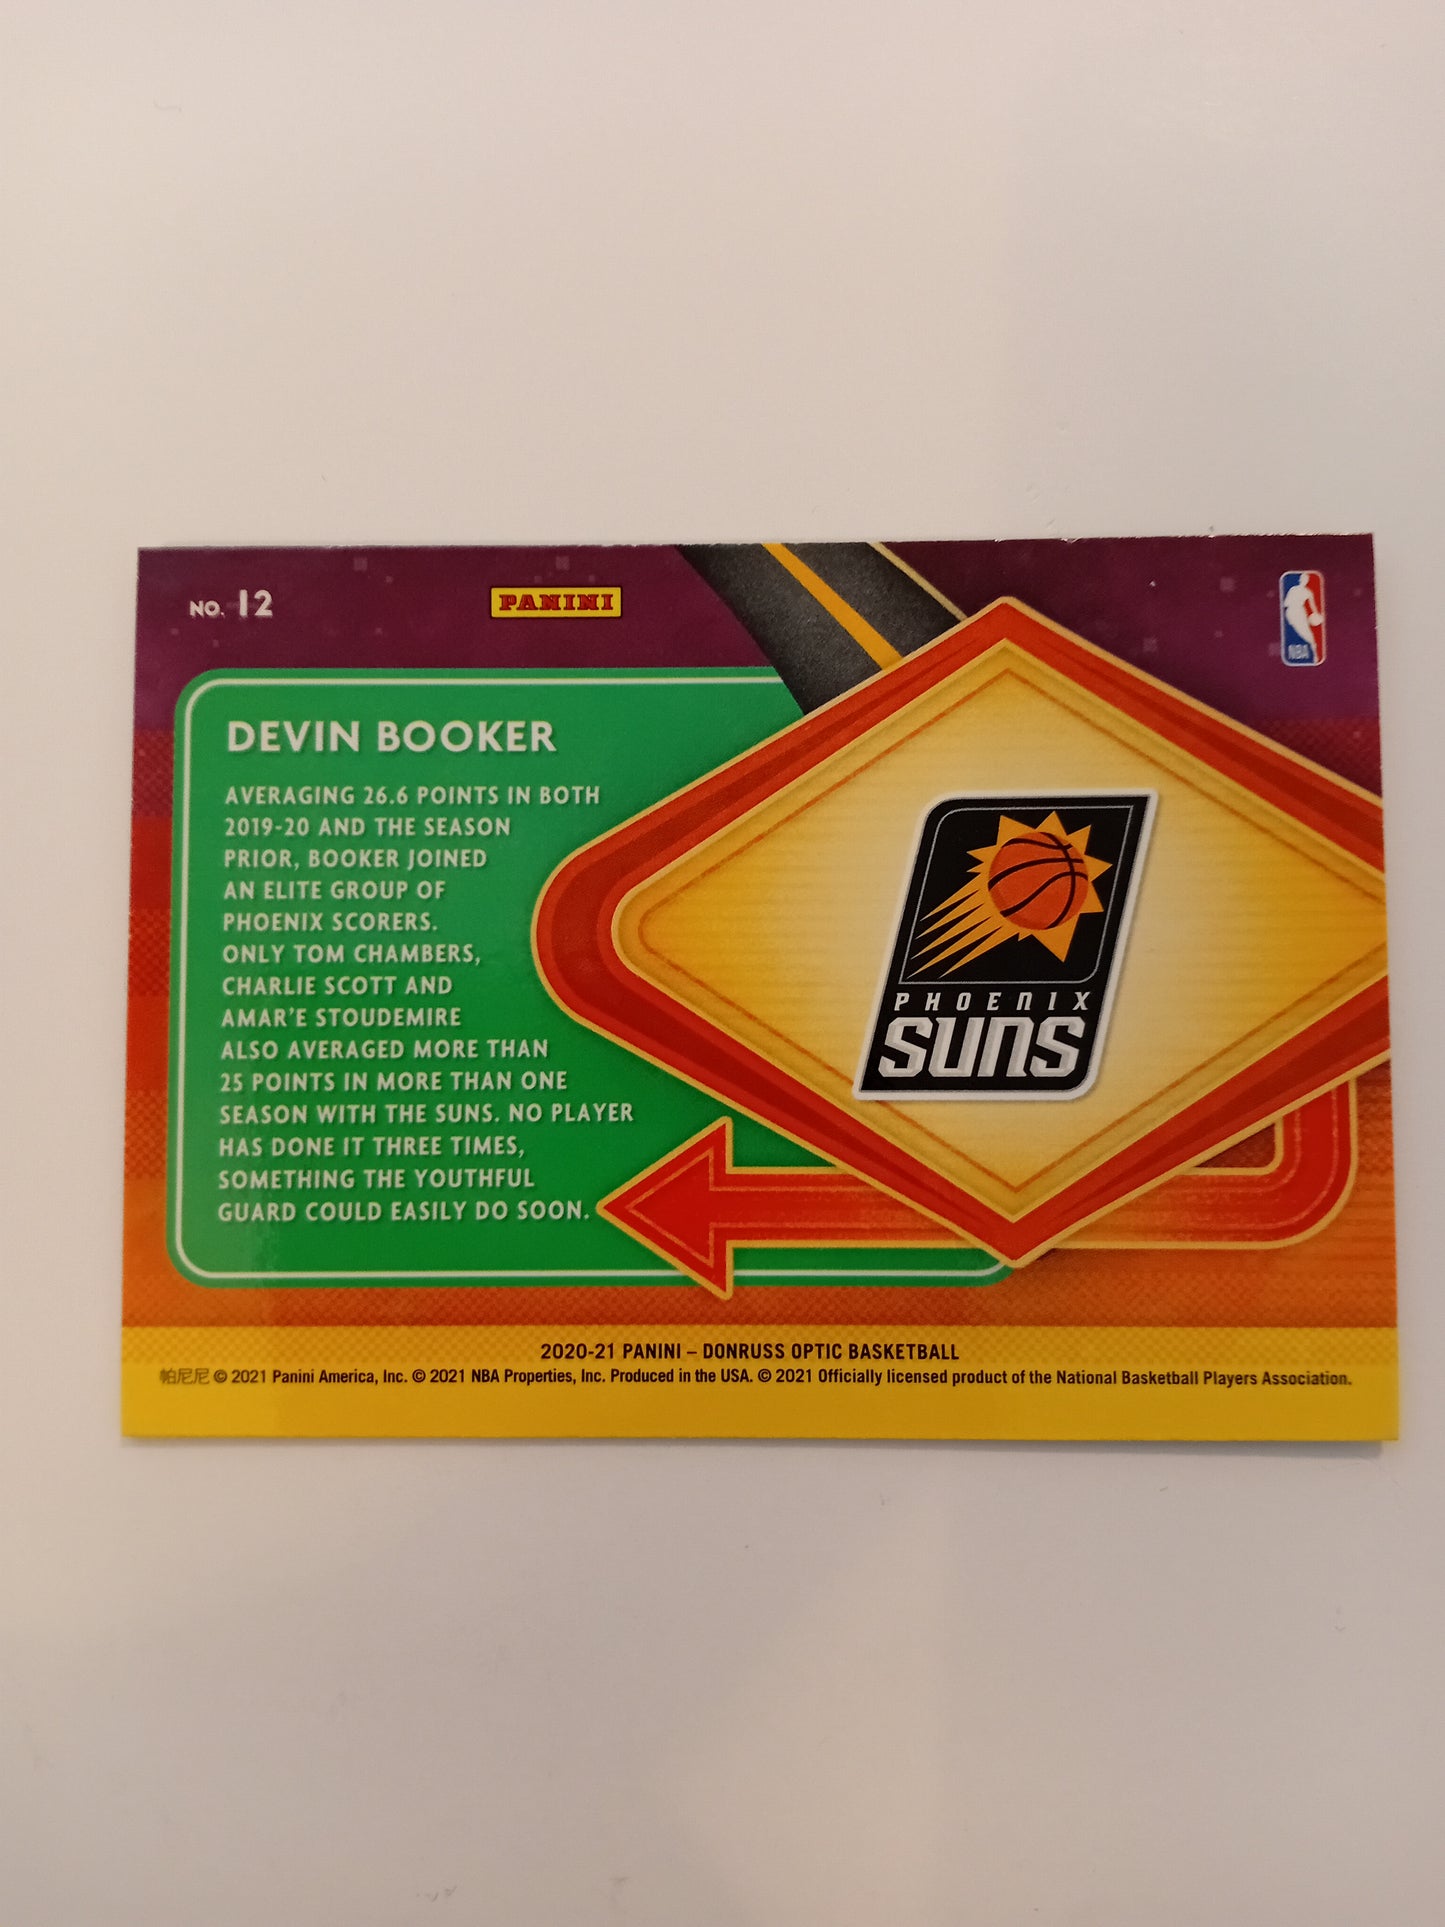 NO. 12
PANINI
NBA
DEVIN BOOKER
AVERAGING 26.6 POINTS IN BOTH
2019-20 AND THE SEASON
PRIOR, BOOKER JOINED
AN ELITE GROUP OF
PHOENIX SCORERS.
ONLY TOM CHAMBERS,
CHARLIE SCOTT AND
AMAR'E STOUDEMIRE
ALSO AVERAGED MORE THAN
25 POINTS IN MORE THAN ONE
SEASON WITH THE SUNS. NO PLAYER
HAS DONE IT THREE TIMES,
SOMETHING THE YOUTHFUL
GUARD COULD EASILY DO SOON.
PHOENIX
SUNS
2020-21 PANINI – DONRUSS OPTIC BASKETBALL
帕尼尼 © 2021 Panini America, Inc. © 2021 NBA Properties, Inc. Produced in the USA. © 2021 Officially licensed product of the National Basketball Players Association.